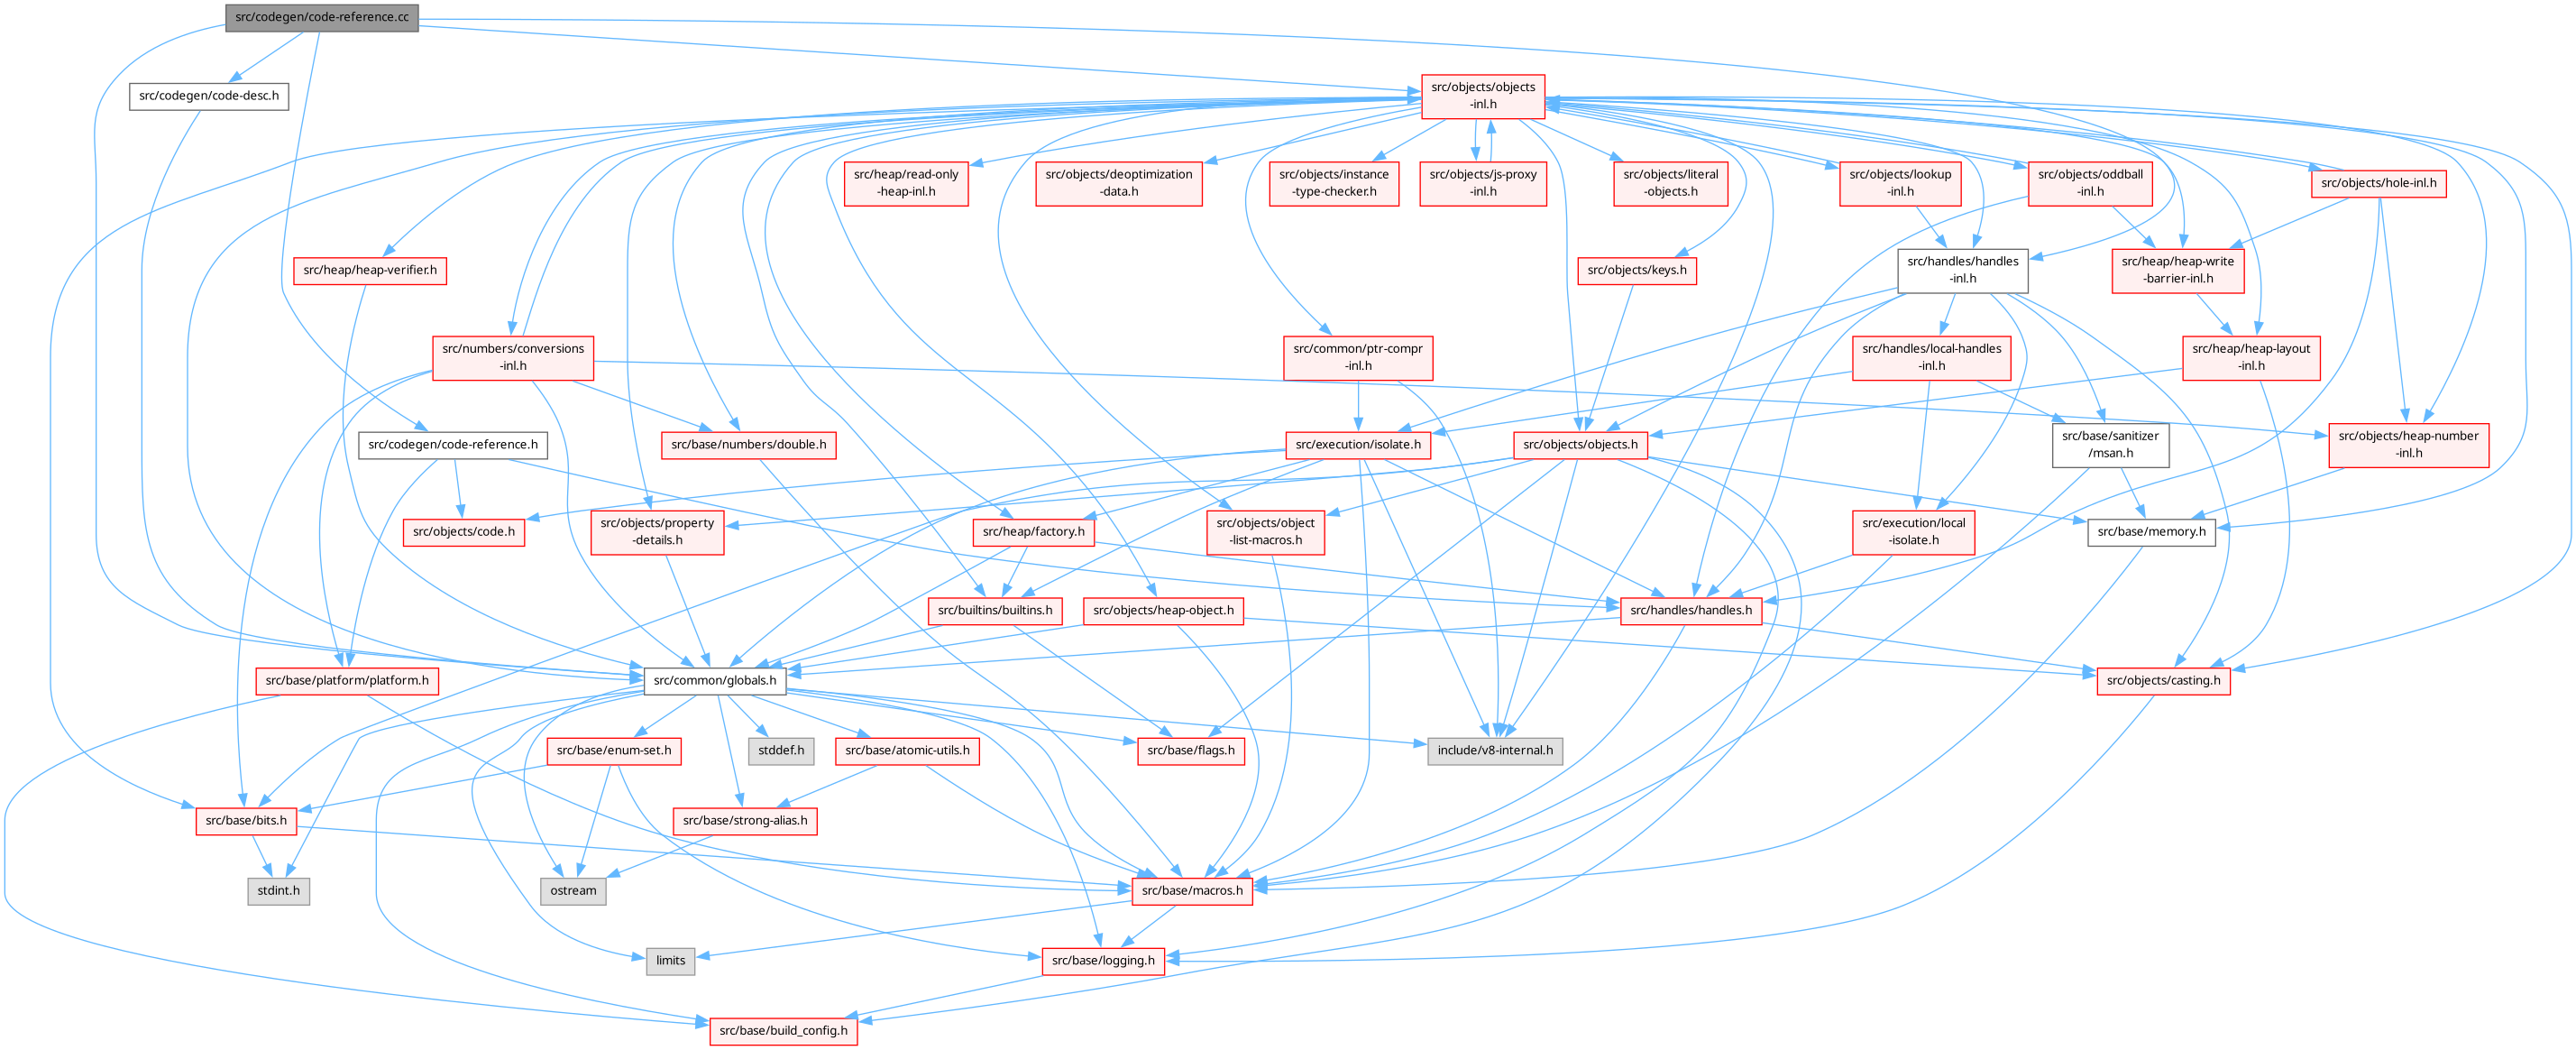 src/codegen/code-reference.cc
src/codegen/code-desc.h
src/objects/objects
-inl.h
src/heap/read-only
-heap-inl.h
src/objects/deoptimization
-data.h
src/objects/instance
-type-checker.h
src/objects/js-proxy
-inl.h
src/objects/literal
-objects.h
src/objects/lookup
-inl.h
src/objects/oddball
-inl.h
src/objects/hole-inl.h
src/heap/heap-verifier.h
src/objects/keys.h
src/handles/handles
-inl.h
src/heap/heap-write
-barrier-inl.h
src/numbers/conversions
-inl.h
src/common/ptr-compr
-inl.h
src/handles/local-handles
-inl.h
src/heap/heap-layout
-inl.h
src/codegen/code-reference.h
src/base/numbers/double.h
src/execution/isolate.h
src/objects/objects.h
src/base/sanitizer
/msan.h
src/objects/heap-number
-inl.h
src/objects/code.h
src/objects/property
-details.h
src/heap/factory.h
src/objects/object
-list-macros.h
src/execution/local
-isolate.h
src/base/memory.h
src/builtins/builtins.h
src/objects/heap-object.h
src/handles/handles.h
src/base/platform/platform.h
src/common/globals.h
src/objects/casting.h
src/base/enum-set.h
stddef.h
src/base/atomic-utils.h
src/base/flags.h
include/v8-internal.h
src/base/bits.h
src/base/strong-alias.h
stdint.h
ostream
src/base/macros.h
limits
src/base/logging.h
src/base/build_config.h